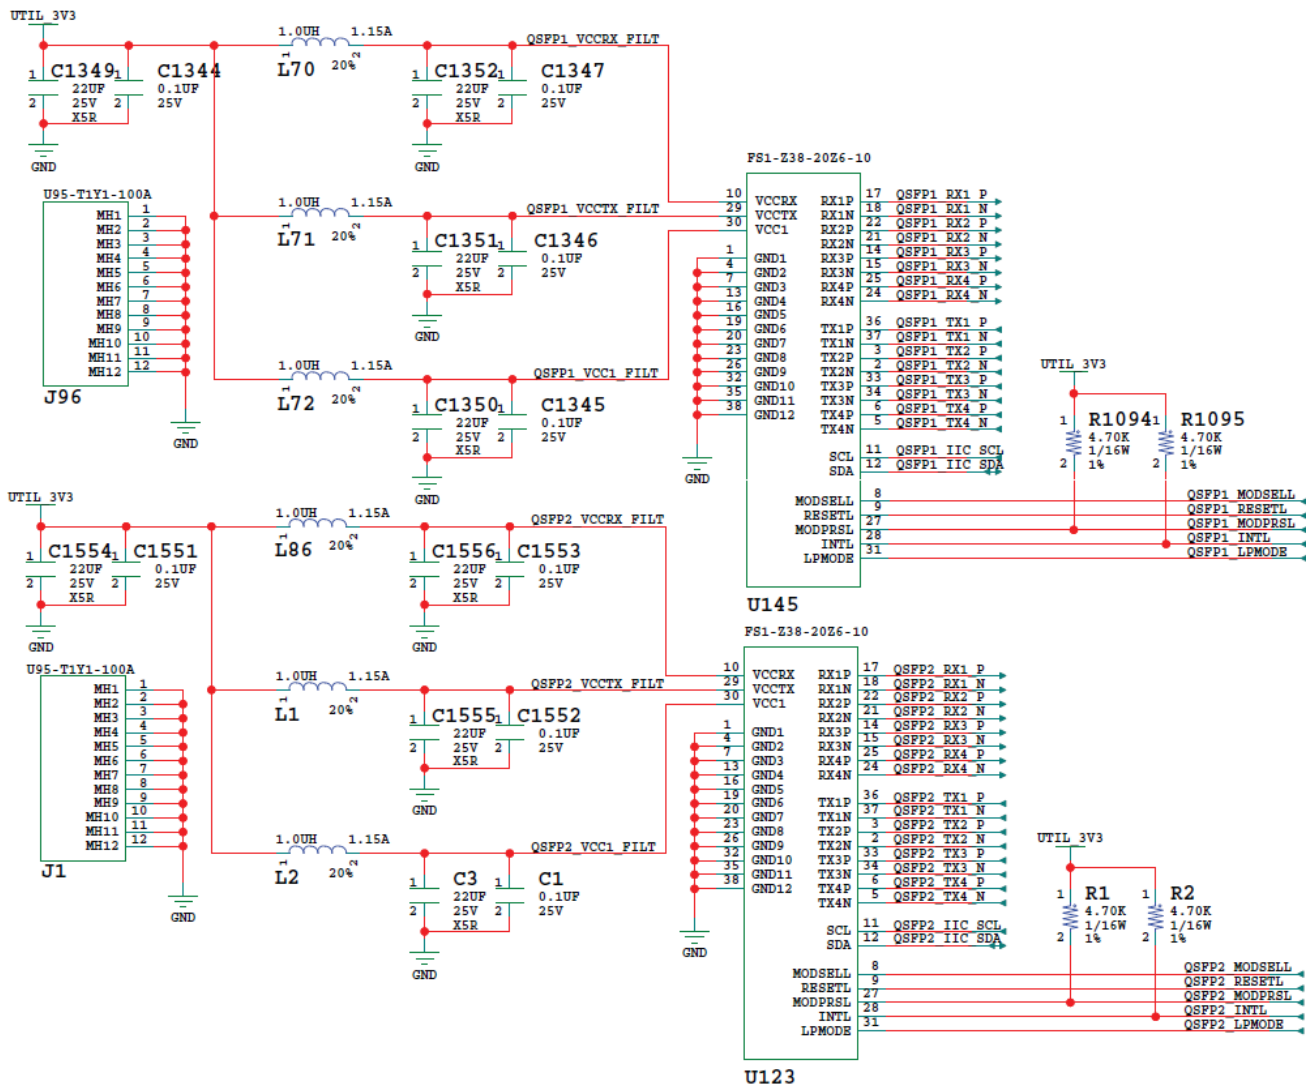 UTIL_3V3
1.0UH 1.15A
QSFP1_VCCRX_FILT
1 2
L70 20%
C1349
1 2
22UF
25V
X5R
C1344
1 2
0.1UF
25V
C1352
1 2
22UF
25V
X5R
C1347
1 2
0.1UF
25V
GND
GND
U95-T1Y1-100A
MH1 1
MH2 2
MH3 3
MH4 4
MH5 5
MH6 6
MH7 7
MH8 8
MH9 9
MH10 10
MH11 11
MH12 12
J96
GND
1.0UH 1.15A
QSFP1_VCCTX_FILT
1 2
L71 20%
C1351
1 2
22UF
25V
X5R
C1346
1 2
0.1UF
25V
GND
1.0UH 1.15A
QSFP1_VCC1_FILT
1 2
L72 20%
C1350
1 2
22UF
25V
X5R
C1345
1 2
0.1UF
25V
GND
FS1-Z38-20Z6-10
10 VCCRX
29 VCCTX
30 VCC1
1 GND1
4 GND2
7 GND3
13 GND4
16 GND5
19 GND6
20 GND7
23 GND8
26 GND9
32 GND10
35 GND11
38 GND12
GND
RX1P 17 QSFP1_RX1_P
RX1N 18 QSFP1_RX1_N
RX2P 22 QSFP1_RX2_P
RX2N 21 QSFP1_RX2_N
RX3P 14 QSFP1_RX3_P
RX3N 15 QSFP1_RX3_N
RX4P 25 QSFP1_RX4_P
RX4N 24 QSFP1_RX4_N
TX1P 36 QSFP1_TX1_P
TX1N 37 QSFP1_TX1_N
TX2P 3 QSFP1_TX2_P
TX2N 2 QSFP1_TX2_N
TX3P 33 QSFP1_TX3_P
TX3N 34 QSFP1_TX3_N
TX4P 6 QSFP1_TX4_P
TX4N 5 QSFP1_TX4_N
SCL 11 QSFP1_IIC_SCL
SDA 12 QSFP1_IIC_SDA
MODSELL 8 QSFP1_MODSELL
RESETL 9 QSFP1_RESETL
MODPRSL 27 QSFP1_MODPRSL
INTL 28 QSFP1_INTL
LPMODE 31 QSFP1_LPMODE
U145
UTIL_3V3
R1094
1 2
4.70K
1/16W
1%
R1095
1 2
4.70K
1/16W
1%
UTIL_3V3
1.0UH 1.15A
QSFP2_VCCRX_FILT
1 2
L86 20%
C1554
1 2
22UF
25V
X5R
C1551
1 2
0.1UF
25V
C1556
1 2
22UF
25V
X5R
C1553
1 2
0.1UF
25V
GND
GND
U95-T1Y1-100A
MH1 1
MH2 2
MH3 3
MH4 4
MH5 5
MH6 6
MH7 7
MH8 8
MH9 9
MH10 10
MH11 11
MH12 12
J1
GND
1.0UH 1.15A
QSFP2_VCCTX_FILT
1 2
L1 20%
C1555
1 2
22UF
25V
X5R
C1552
1 2
0.1UF
25V
GND
1.0UH 1.15A
QSFP2_VCC1_FILT
1 2
L2 20%
C3
1 2
22UF
25V
X5R
C1
1 2
0.1UF
25V
GND
FS1-Z38-20Z6-10
10 VCCRX
29 VCCTX
30 VCC1
1 GND1
4 GND2
7 GND3
13 GND4
16 GND5
19 GND6
20 GND7
23 GND8
26 GND9
32 GND10
35 GND11
38 GND12
GND
RX1P 17 QSFP2_RX1_P
RX1N 18 QSFP2_RX1_N
RX2P 22 QSFP2_RX2_P
RX2N 21 QSFP2_RX2_N
RX3P 14 QSFP2_RX3_P
RX3N 15 QSFP2_RX3_N
RX4P 25 QSFP2_RX4_P
RX4N 24 QSFP2_RX4_N
TX1P 36 QSFP2_TX1_P
TX1N 37 QSFP2_TX1_N
TX2P 3 QSFP2_TX2_P
TX2N 2 QSFP2_TX2_N
TX3P 33 QSFP2_TX3_P
TX3N 34 QSFP2_TX3_N
TX4P 6 QSFP2_TX4_P
TX4N 5 QSFP2_TX4_N
SCL 11 QSFP2_IIC_SCL
SDA 12 QSFP2_IIC_SDA
MODSELL 8 QSFP2_MODSELL
RESETL 9 QSFP2_RESETL
MODPRSL 27 QSFP2_MODPRSL
INTL 28 QSFP2_INTL
LPMODE 31 QSFP2_LPMODE
U123
UTIL_3V3
R1
1 2
4.70K
1/16W
1%
R2
1 2
4.70K
1/16W
1%